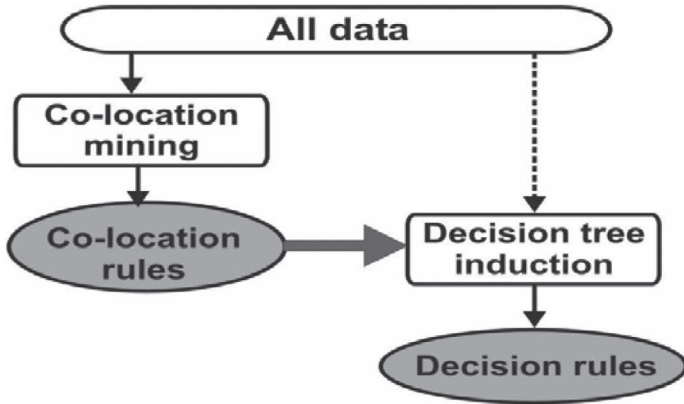 All data
Co-location
mining
Co-location
rules
Decision tree
induction
Decision rules